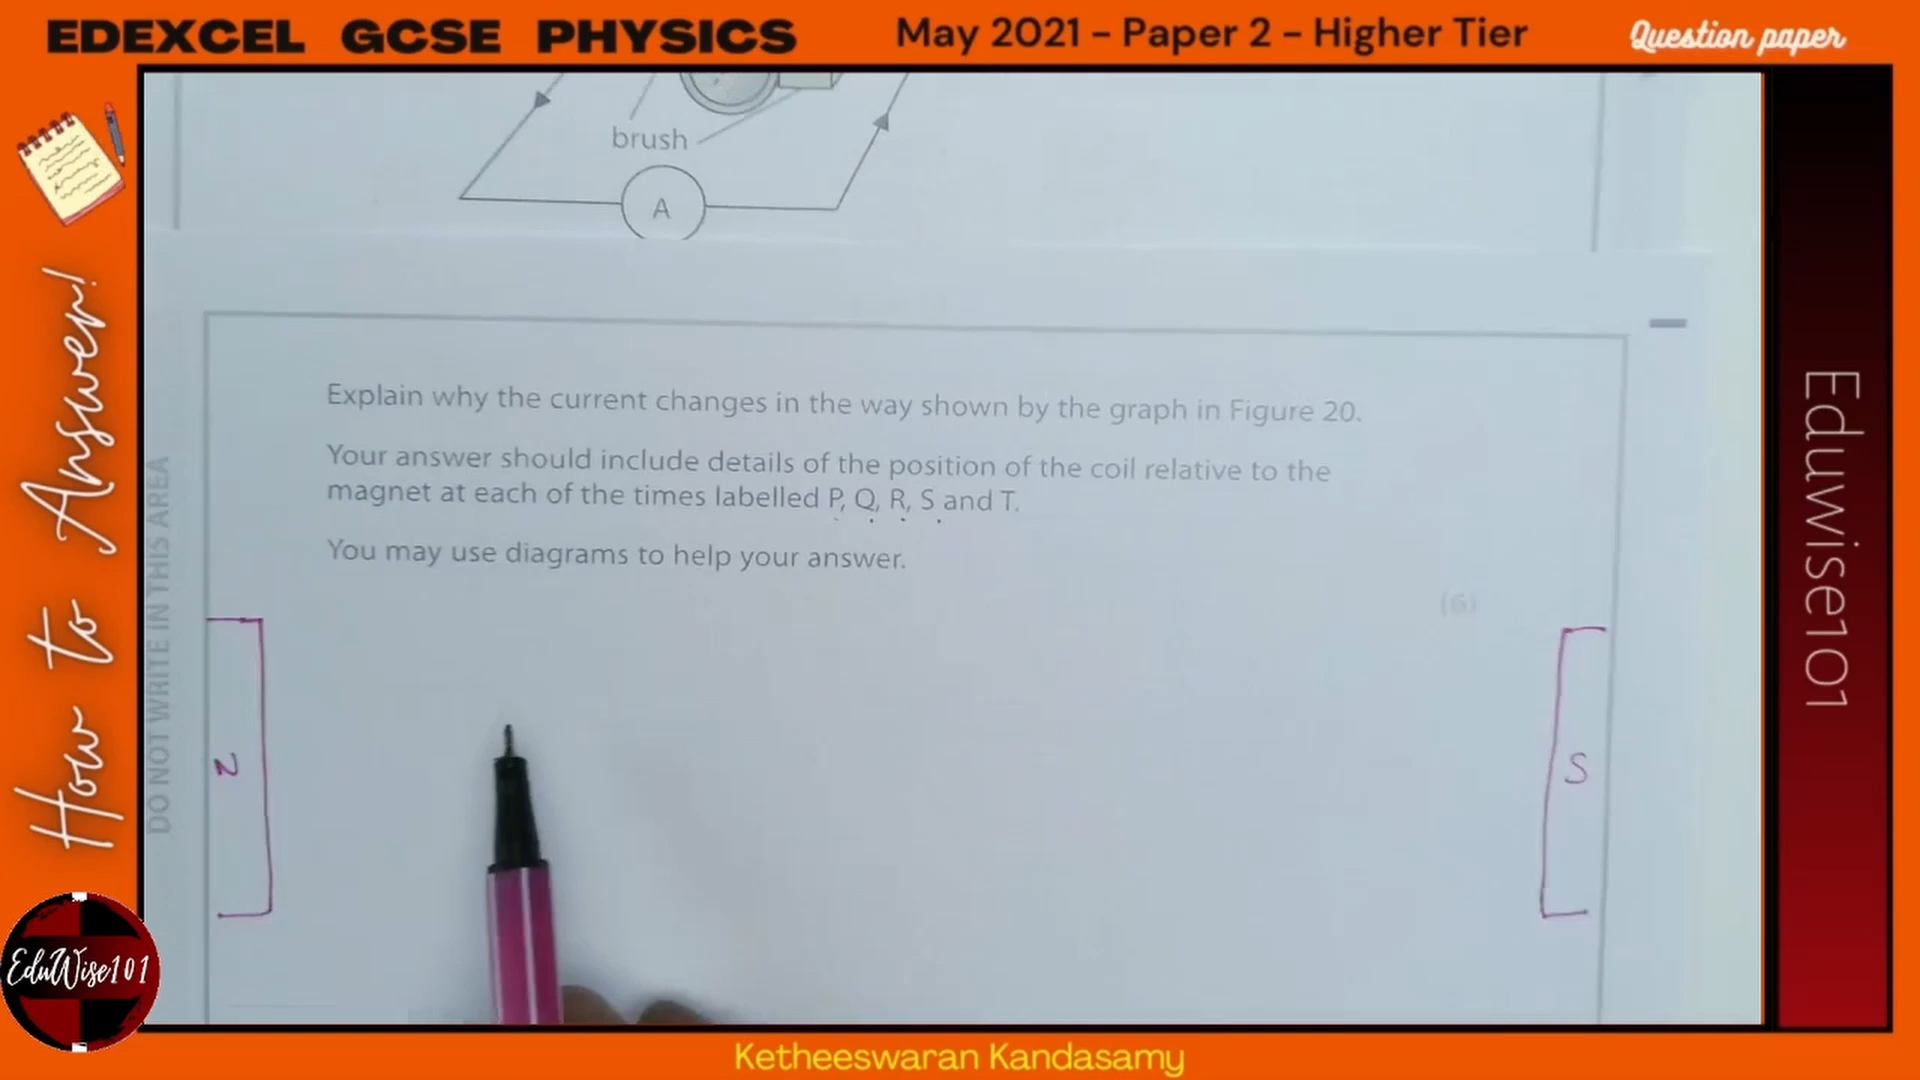 EDEXCEL GCSE PHYSICS
May 2021 - Paper 2 - Higher Tier
Question paper
How to Answer!
brush
A
DO NOT WRITE IN THIS AREA
Explain why the current changes in the way shown by the graph in Figure 20.
Your answer should include details of the position of the coil relative to the
magnet at each of the times labelled P, Q, R, S and T.
You may use diagrams to help your answer.
(6)
N
S
Eduwise101
EduWise101
Ketheeswaran Kandasamy